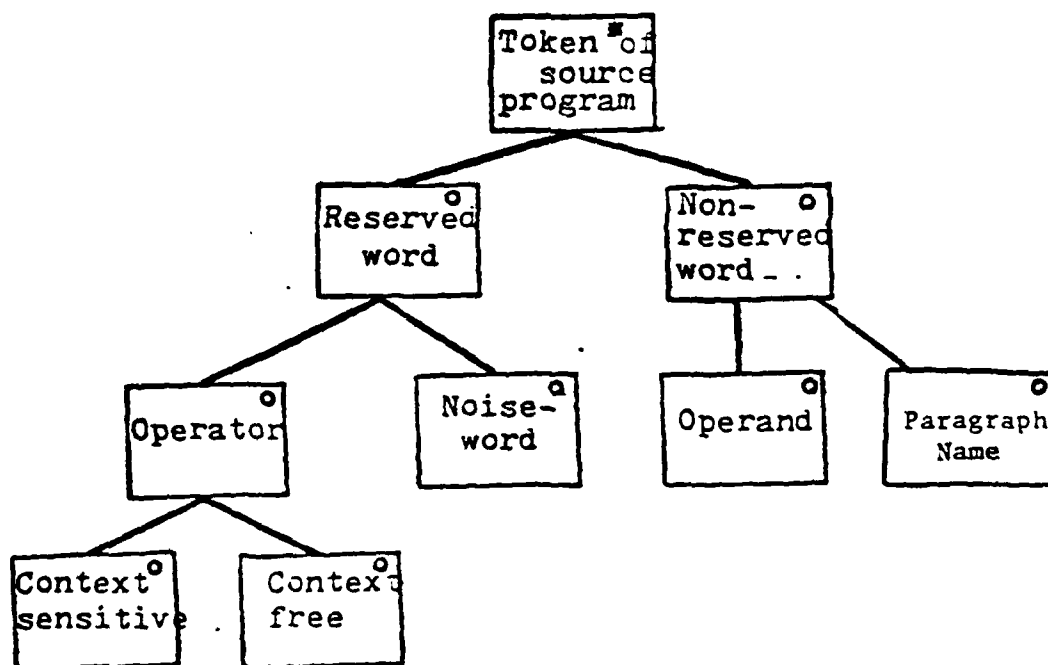 Token * of
source
program
Reserved o
word
Non- o
reserved
word
Operator o
Noise- o
word
Operand o
Paragraph o
Name
Context o
sensitive
Context o
free